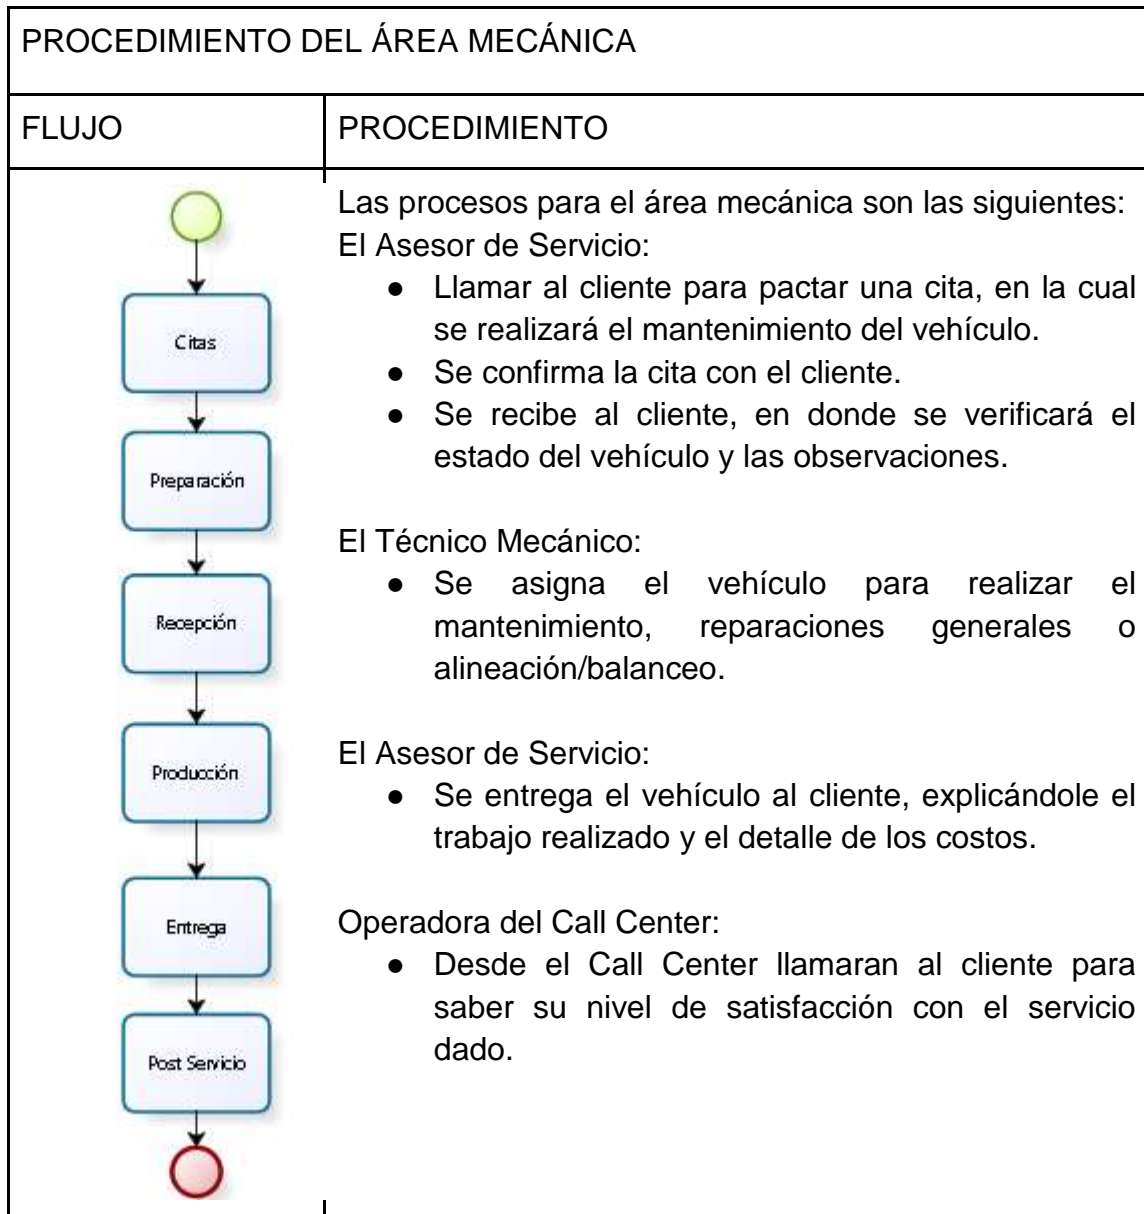 PROCEDIMIENTO DEL ÁREA MECÁNICA
FLUJO
PROCEDIMIENTO
Citas
Preparación
Recepción
Producción
Entrega
Post Servicio
Las procesos para el área mecánica son las siguientes:
El Asesor de Servicio:
● Llamar al cliente para pactar una cita, en la cual
se realizará el mantenimiento del vehículo.
● Se confirma la cita con el cliente.
● Se recibe al cliente, en donde se verificará el
estado del vehículo y las observaciones.
El Técnico Mecánico:
● Se asigna el vehículo para realizar el
mantenimiento, reparaciones generales o
alineación/balanceo.
El Asesor de Servicio:
● Se entrega el vehículo al cliente, explicándole el
trabajo realizado y el detalle de los costos.
Operadora del Call Center:
● Desde el Call Center llamaran al cliente para
saber su nivel de satisfacción con el servicio
dado.